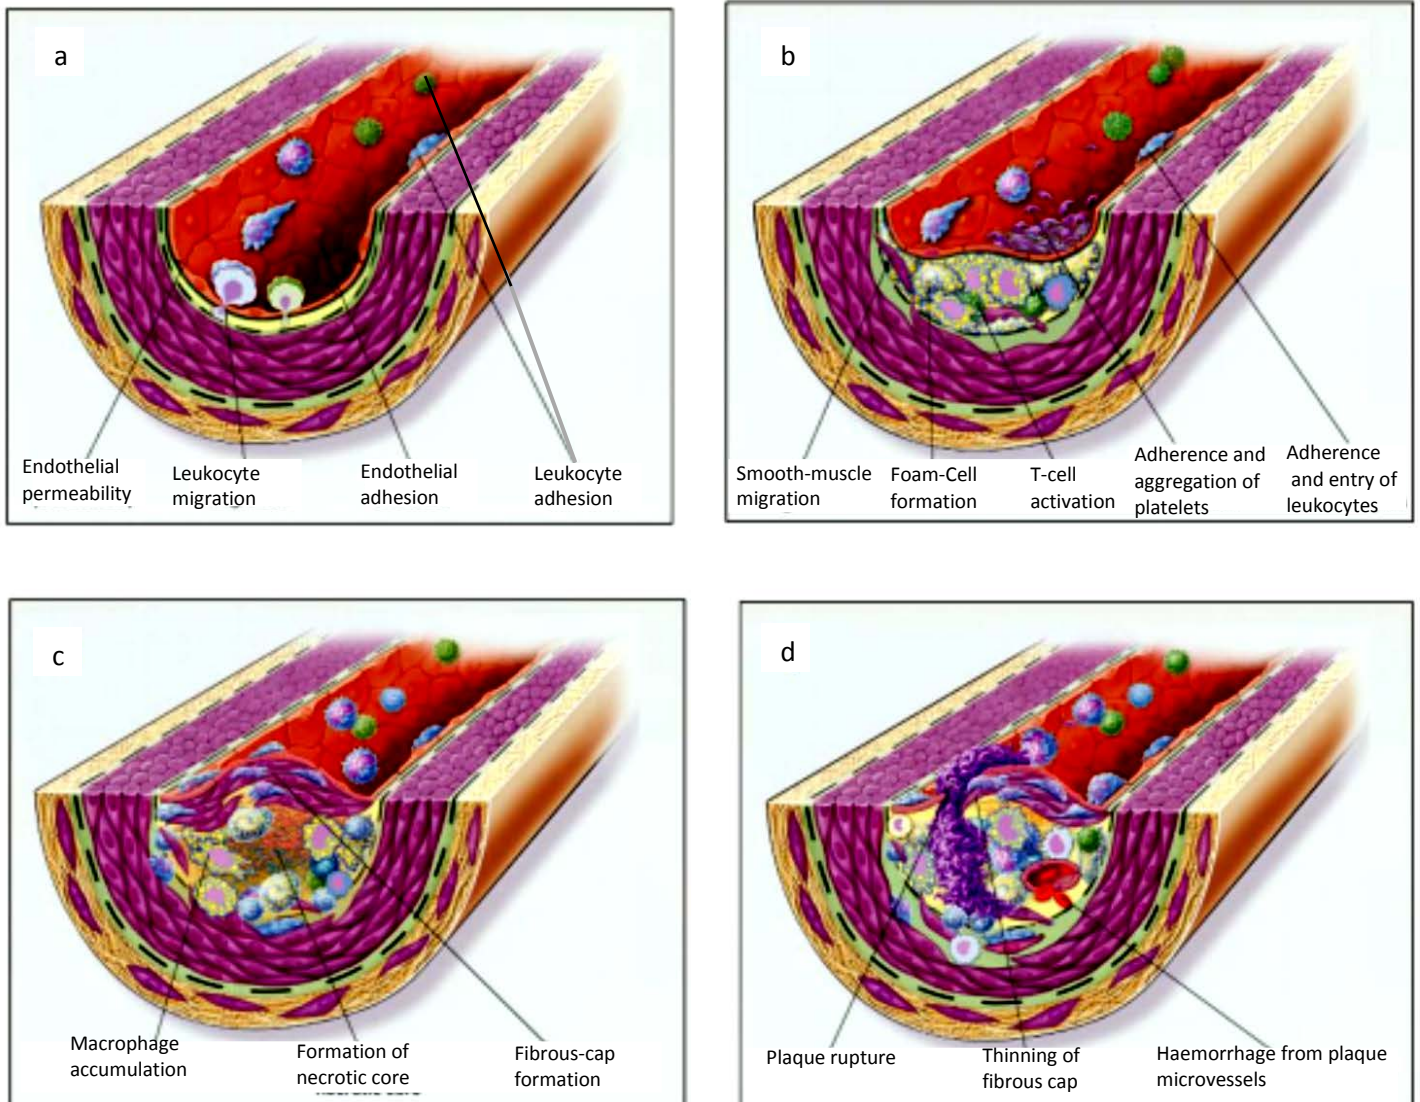 a
Endothelial
permeability
Leukocyte
migration
Endothelial
adhesion
Leukocyte
adhesion
b
Smooth-muscle
migration
Foam-Cell
formation
T-cell
activation
Adherence and
aggregation of
platelets
Adherence
and entry of
leukocytes
c
Macrophage
accumulation
Formation of
necrotic core
Fibrous-cap
formation
d
Plaque rupture
Thinning of
fibrous cap
Haemorrhage from plaque
microvessels